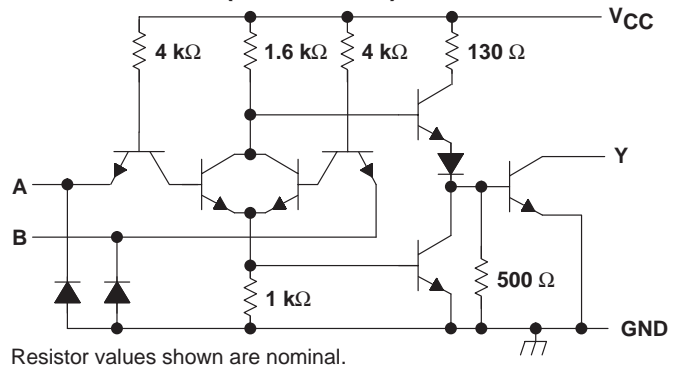 VCC
4 kΩ 1.6 kΩ 4 kΩ 130 Ω
Y
A
B
500 Ω
1 kΩ
GND
Resistor values shown are nominal.